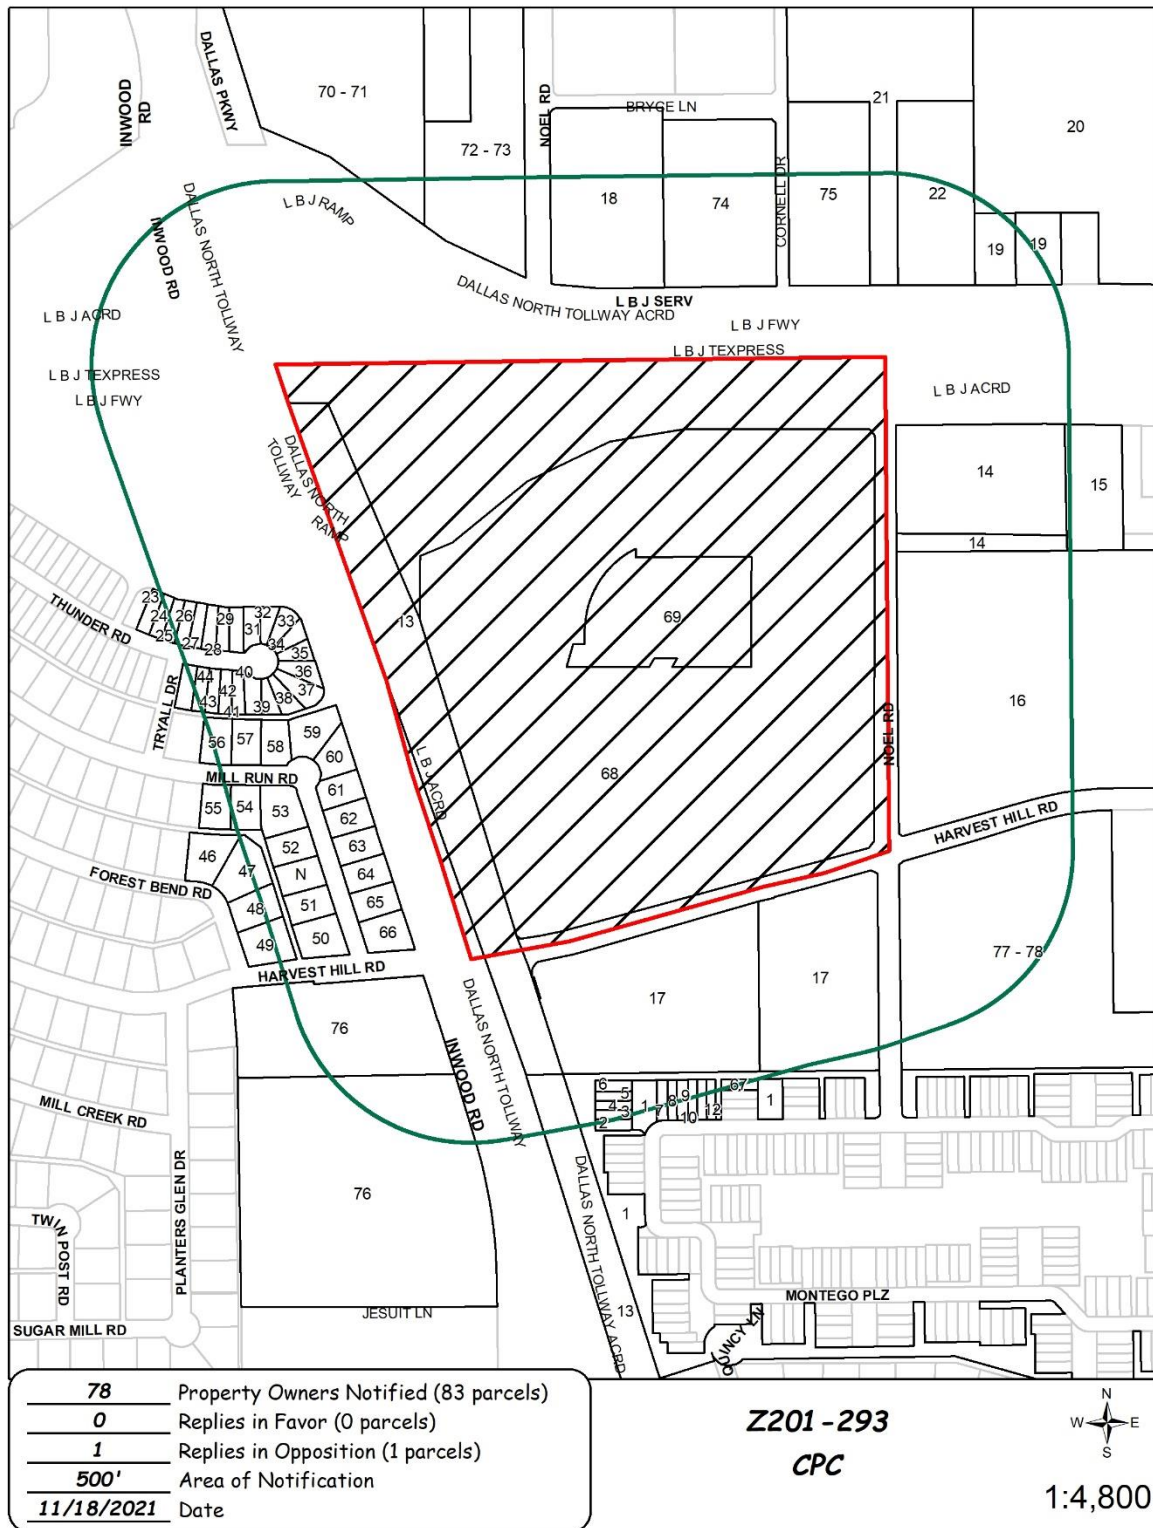 INWOOD
RD
DALLAS PKWY
70 - 71
72 - 73
NOEL RD
BRYCE LN
21
20
18
74
CORNELL DR
75
22
19
19
L B J RAMP
DALLAS NORTH TOLLWAY
INWOOD RD
DALLAS NORTH TOLLWAY ACRD
L B J SERV
L B J FWY
L B J TEXPRESS
L B J ACRD
L B J TEXPRESS
L B J FWY
L B J ACRD
DALLAS NORTH
TOLLWAY
RAMP
14
15
14
13
69
16
23
24
25
26
27
28
29
31
32
33
34
35
36
37
38
39
40
41
42
43
44
THUNDER RD
TRYALL DR
56
57
58
59
60
61
62
63
64
65
66
MILL RUN RD
55
54
53
52
N
51
50
46
47
48
49
FOREST BEND RD
HARVEST HILL RD
L B J ACRD
68
NOEL RD
HARVEST HILL RD
77 - 78
17
17
76
INWOOD RD
DALLAS NORTH TOLLWAY
6
5
4
3
2
1
7
8
9
10
12
67
1
MILL CREEK RD
PLANTERS GLEN DR
76
TWIN POST RD
SUGAR MILL RD
JESUIT LN
DALLAS NORTH TOLLWAY ACRD
1
13
MONTEGO PLZ
QUINCY LN
78 Property Owners Notified (83 parcels)
0 Replies in Favor (0 parcels)
1 Replies in Opposition (1 parcels)
500' Area of Notification
11/18/2021 Date
Z201-293
CPC
N
W E
S
1:4,800